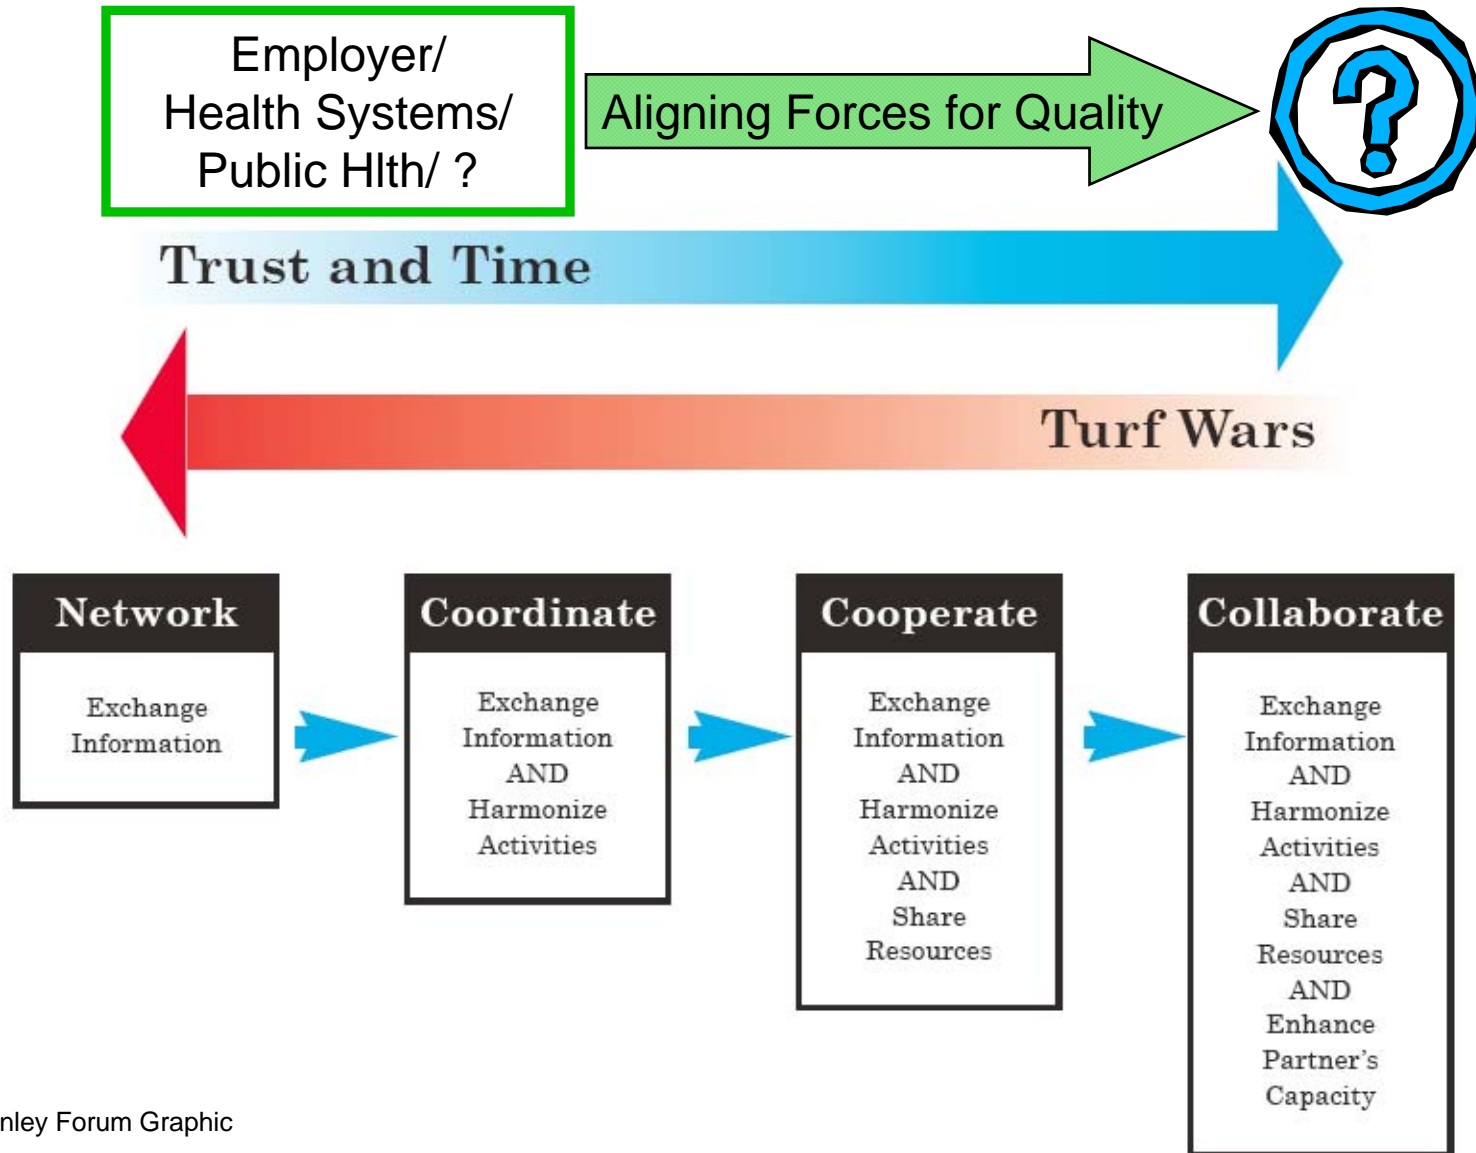 Employer/
Health Systems/
Public Hlth/ ?
Aligning Forces for Quality
?
Trust and Time
Turf Wars
Network
Exchange
Information
Coordinate
Exchange
Information
AND
Harmonize
Activities
Cooperate
Exchange
Information
AND
Harmonize
Activities
AND
Share
Resources
Collaborate
Exchange
Information
AND
Harmonize
Activities
AND
Share
Resources
AND
Enhance
Partner’s
Capacity
nley Forum Graphic